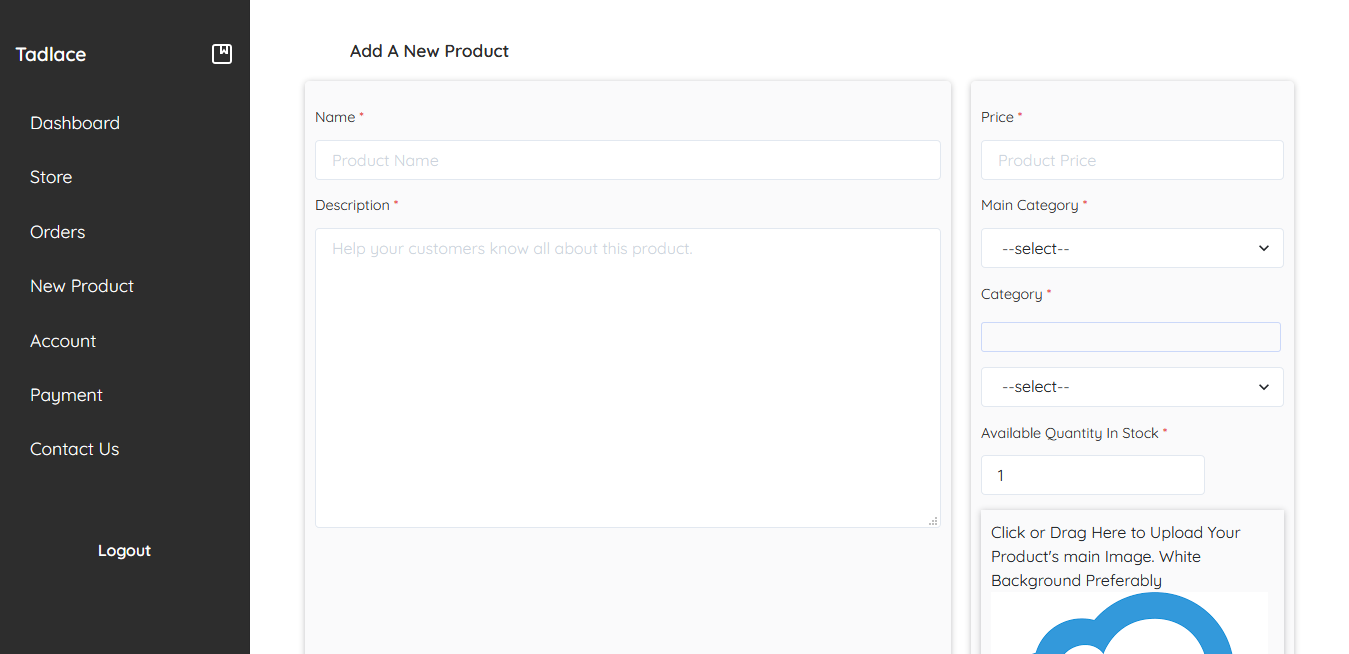 Tadlace
Dashboard
Store
Orders
New Product
Account
Payment
Contact Us
Logout
Add A New Product
Name *
Product Name
Description *
Help your customers know all about this product.
Price *
Product Price
Main Category *
--select--
Category *
--select--
Available Quantity In Stock *
1
Click or Drag Here to Upload Your
Product's main Image. White
Background Preferably